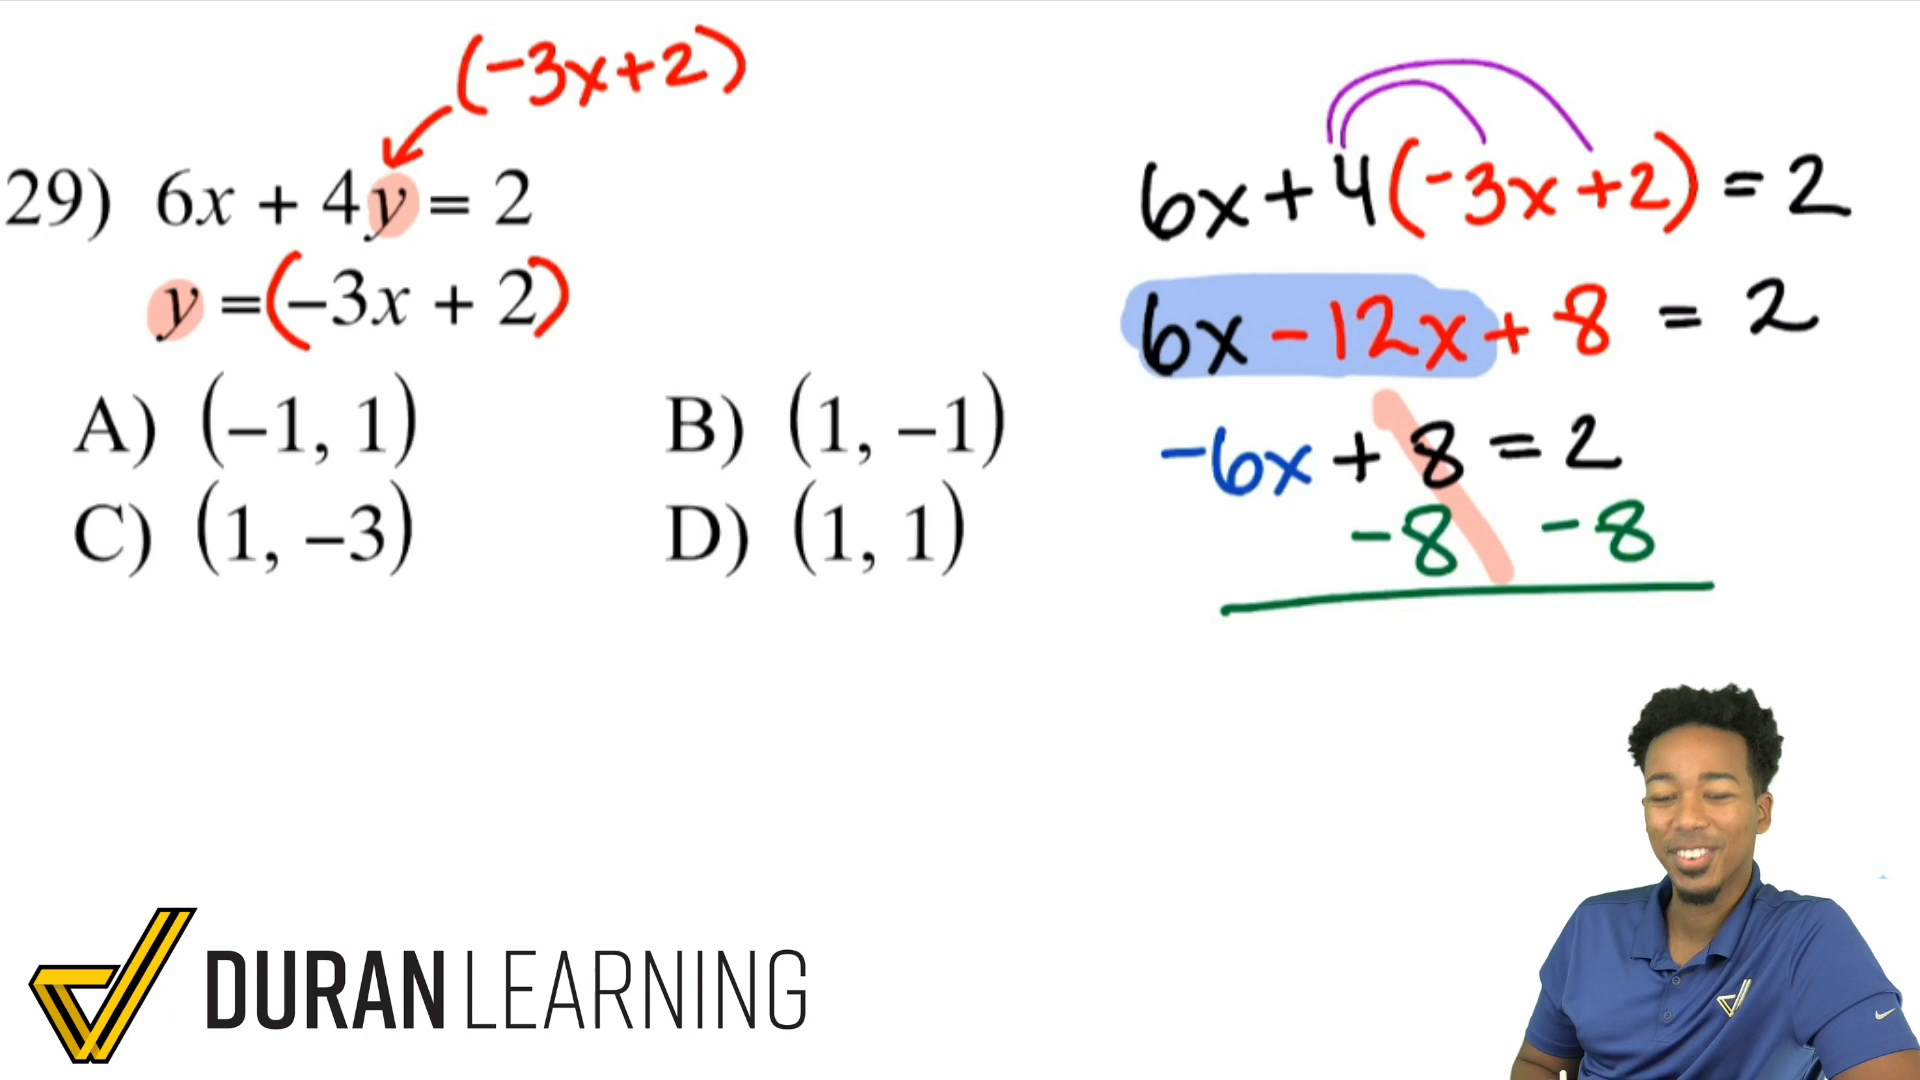 (-3x+2)
29) 6x + 4y = 2
y =(−3x + 2)
A) (−1, 1)
B) (1, −1)
C) (1, −3)
D) (1, 1)
6x+4(-3x+2) = 2
6x-12x+8 = 2
-6x+8=2
-8 -8
DURAN LEARNING